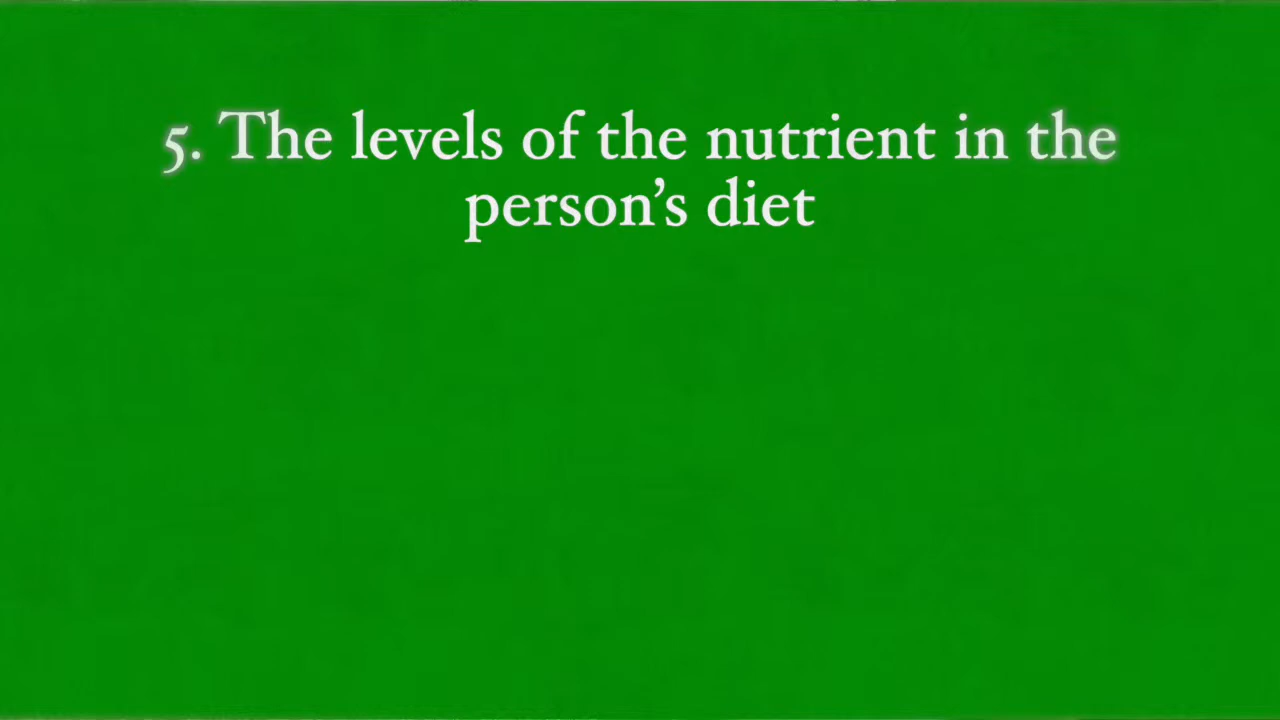 5. The levels of the nutrient in the
person’s diet